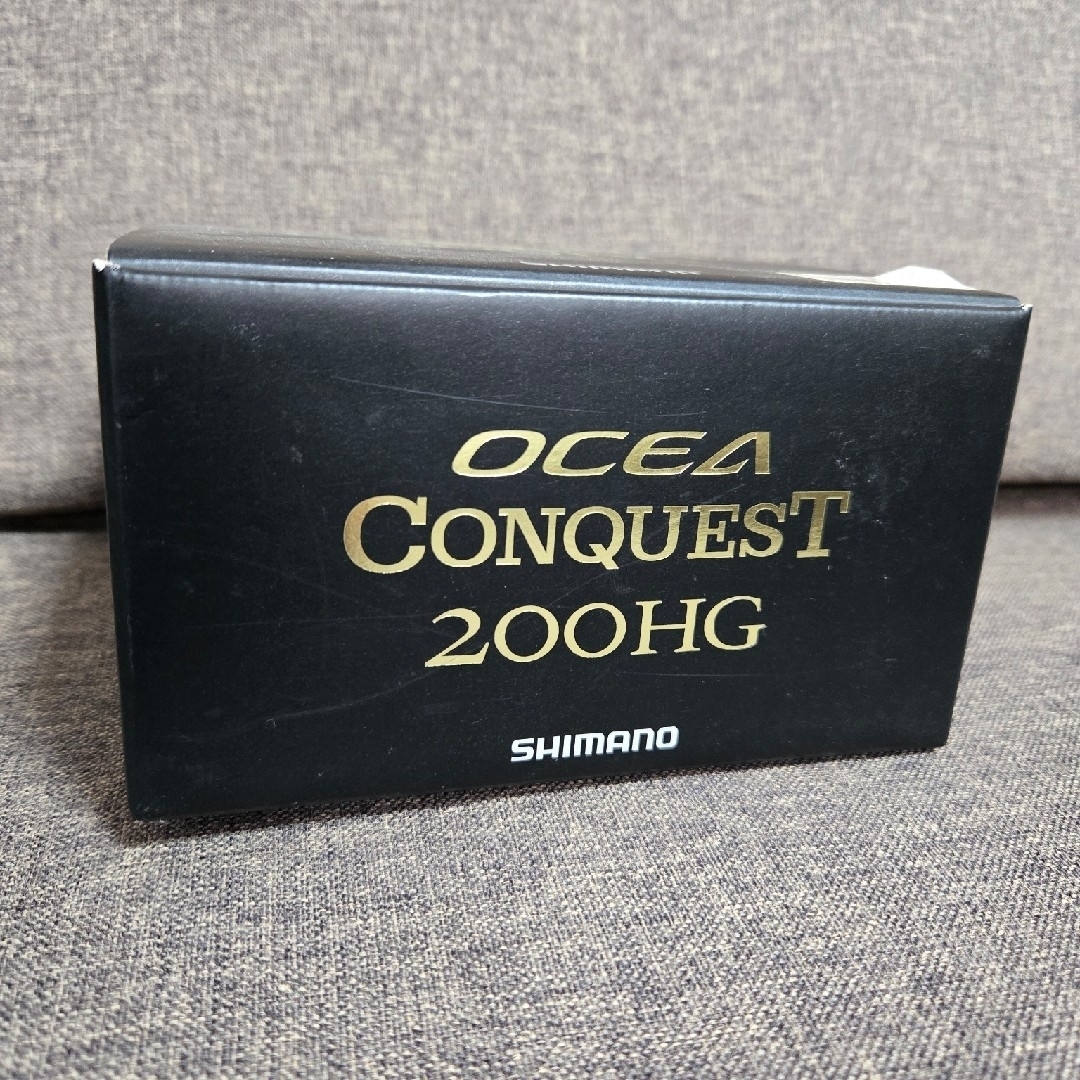 OCEA
CONQUEST
200HG
SHIMANO